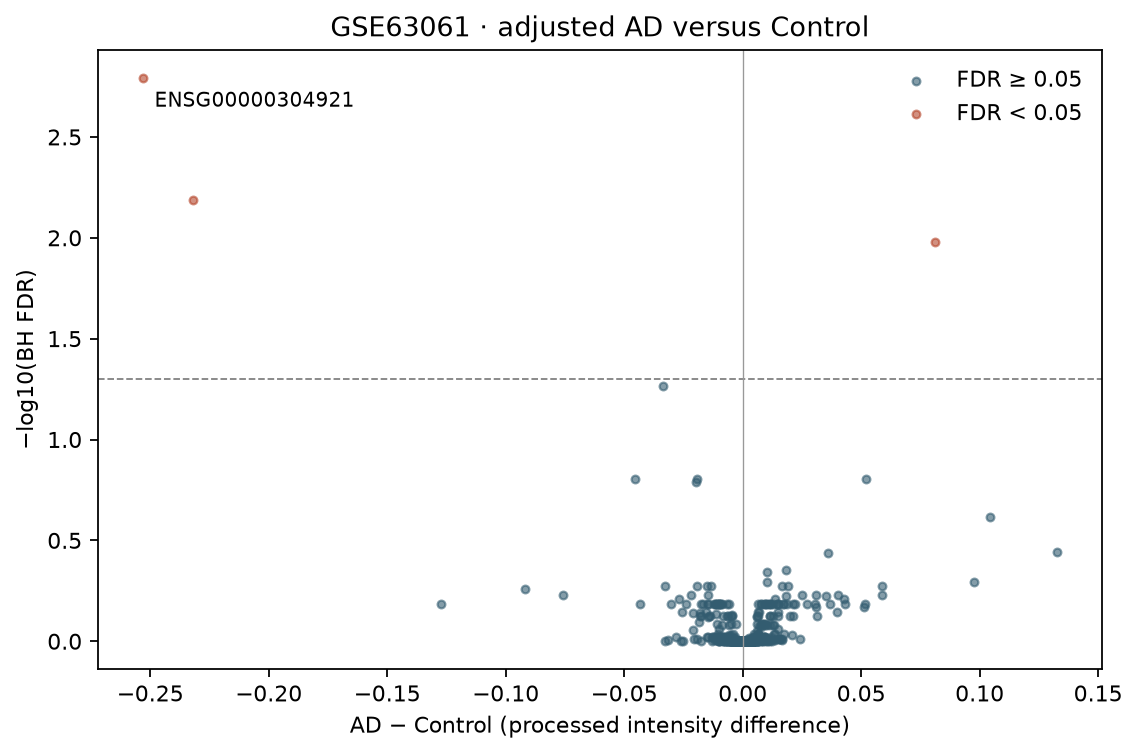 GSE63061 · adjusted AD versus Control
ENSG00000304921
FDR ≥ 0.05
FDR < 0.05
−log10(BH FDR)
2.5
2.0
1.5
1.0
0.5
0.0
−0.25 −0.20 −0.15 −0.10 −0.05 0.00 0.05 0.10 0.15
AD − Control (processed intensity difference)